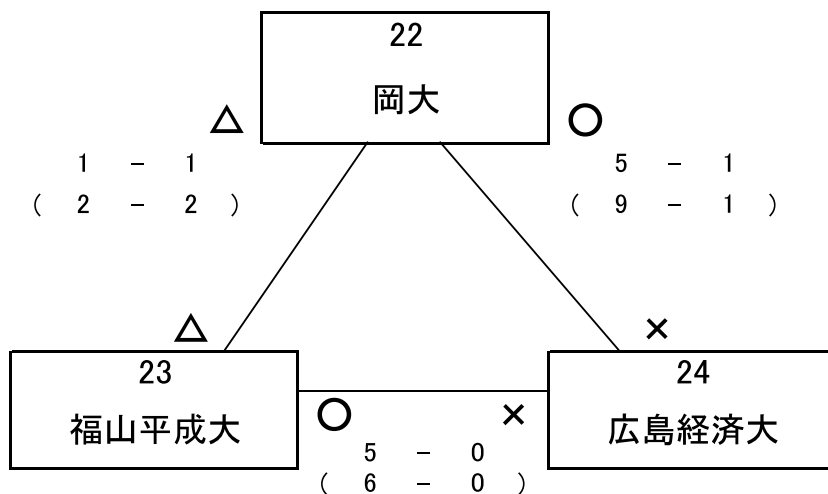 22
岡大
△
○
1 － 1
5 － 1
( 2 － 2 )
( 9 － 1 )
△
×
23
24
福山平成大
広島経済大
○
×
5 － 0
( 6 － 0 )